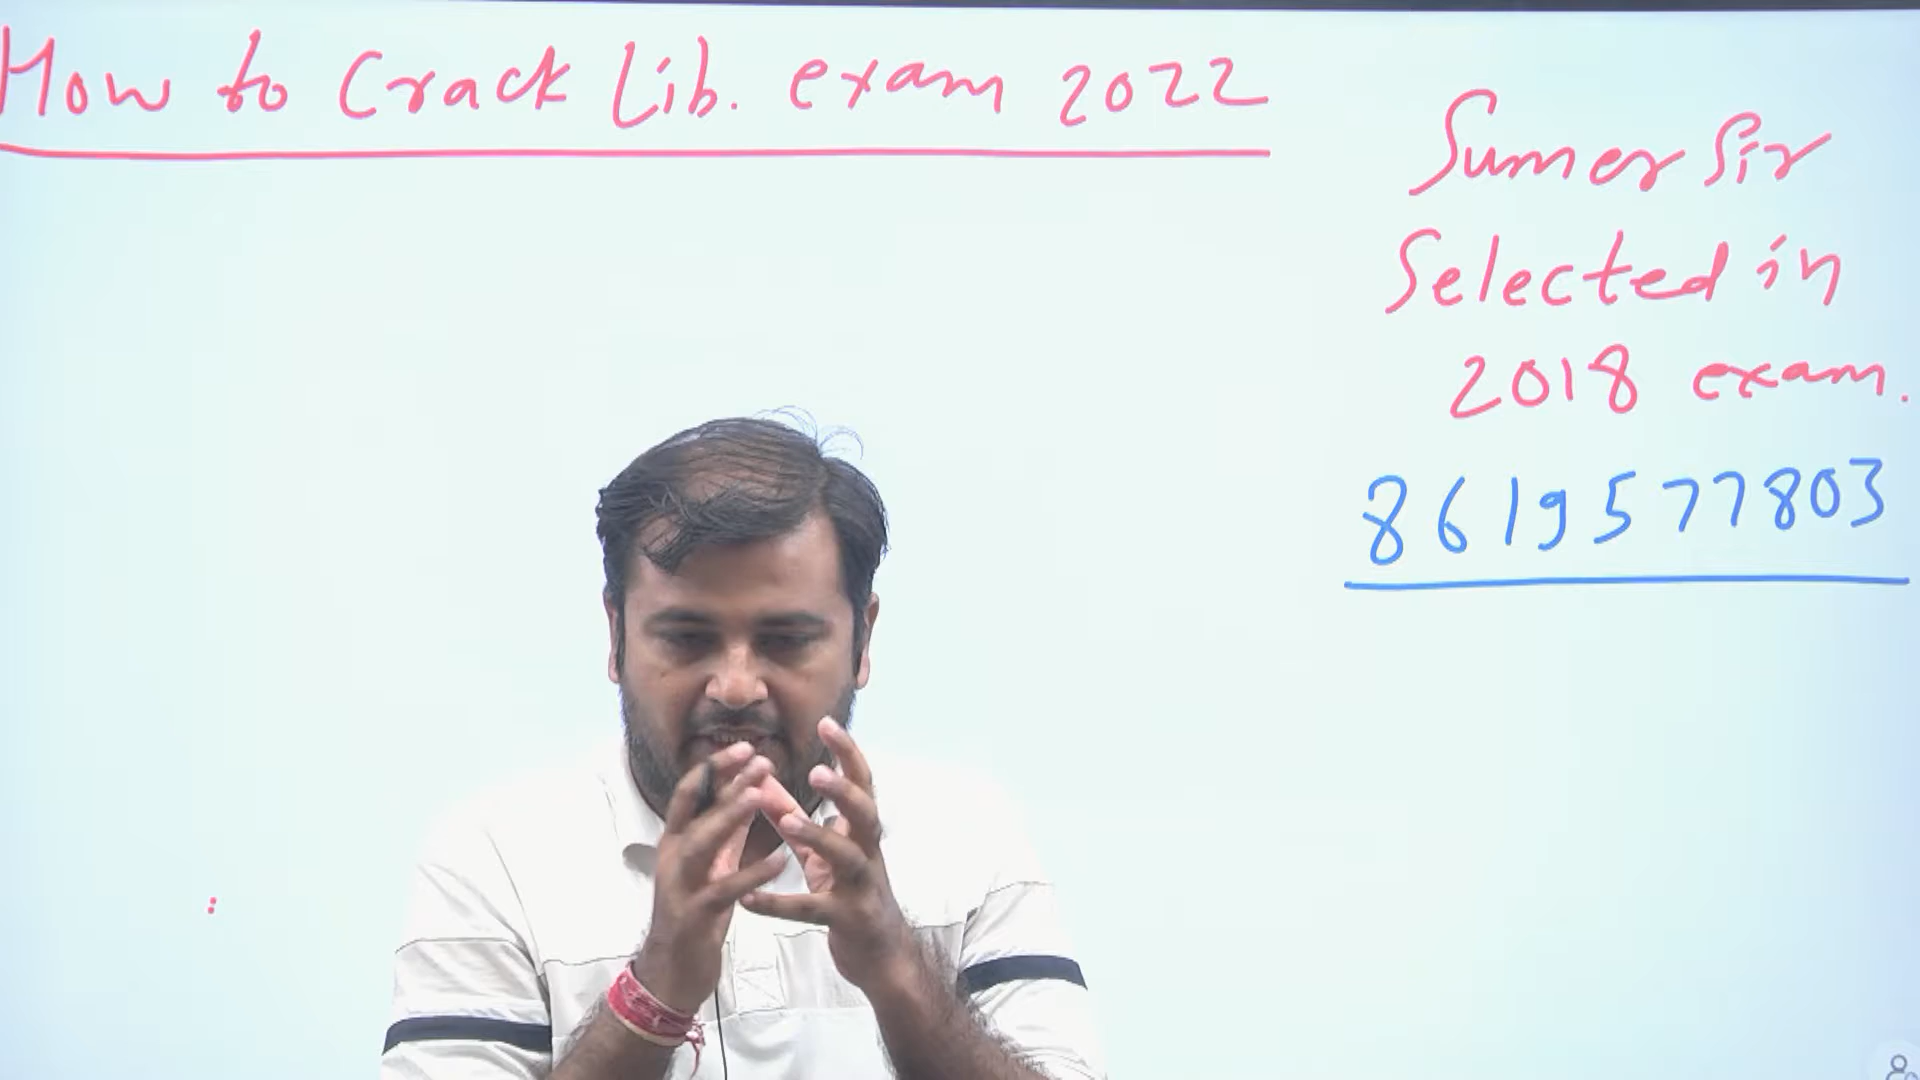 How to Crack Lib. exam 2022
Sumer Sir
Selected in
2018 exam.
8619577803